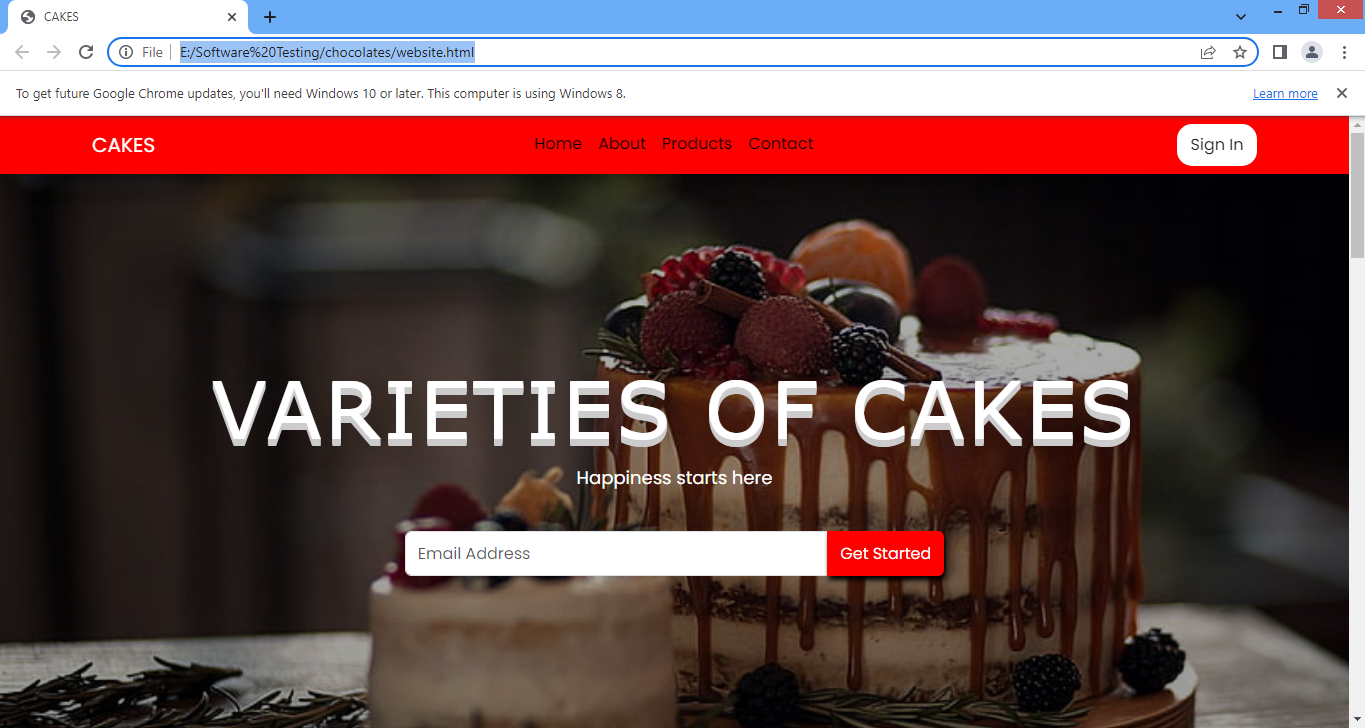 CAKES
File
E:/Software%20Testing/chocolates/website.html
To get future Google Chrome updates, you'll need Windows 10 or later. This computer is using Windows 8.
Learn more
CAKES
Home About Products Contact
Sign In
VARIETIES OF CAKES
Happiness starts here
Email Address
Get Started